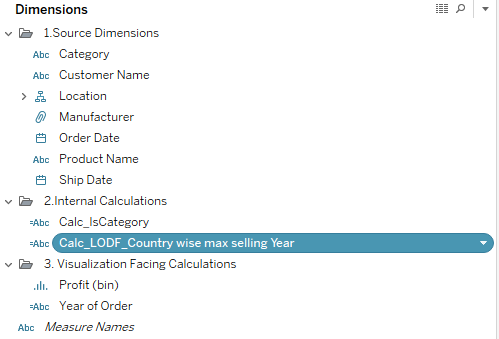 Dimensions
1.Source Dimensions
Abc Category
Abc Customer Name
Location
Manufacturer
Order Date
Abc Product Name
Ship Date
2.Internal Calculations
=Abc Calc_IsCategory
=Abc Calc_LODF_Country wise max selling Year
3. Visualization Facing Calculations
Profit (bin)
=Abc Year of Order
Abc Measure Names